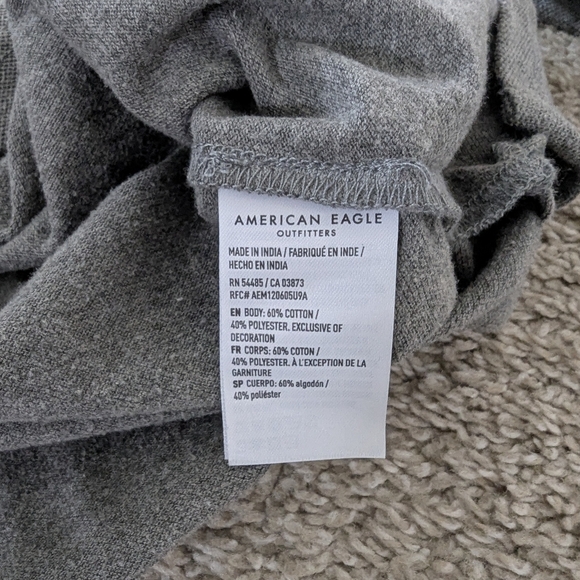 AMERICAN EAGLE
OUTFITTERS
MADE IN INDIA / FABRIQUÉ EN INDE /
HECHO EN INDIA
RN 54485 / CA 03873
RFC# AEM120605U9A
EN BODY: 60% COTTON /
40% POLYESTER. EXCLUSIVE OF
DECORATION
FR CORPS: 60% COTON /
40% POLYESTER. À L'EXCEPTION DE LA
GARNITURE
SP CUERPO: 60% algodón /
40% poliéster